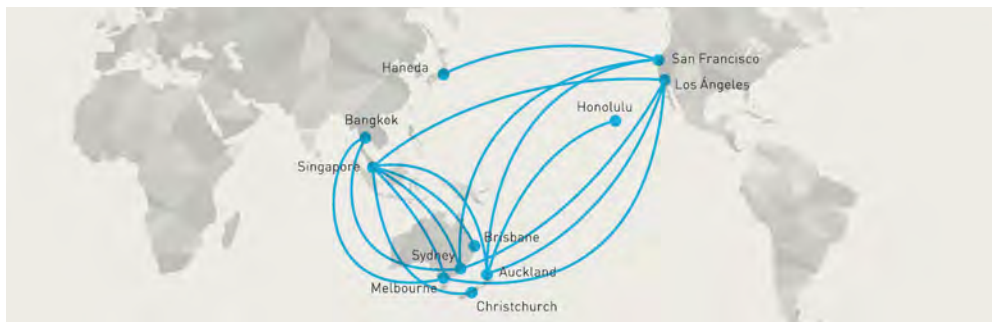 San Francisco
Haneda
Los Ángeles
Honolulu
Bangkok
Singapore
Brisbane
Sydney
Auckland
Melbourne
Christchurch